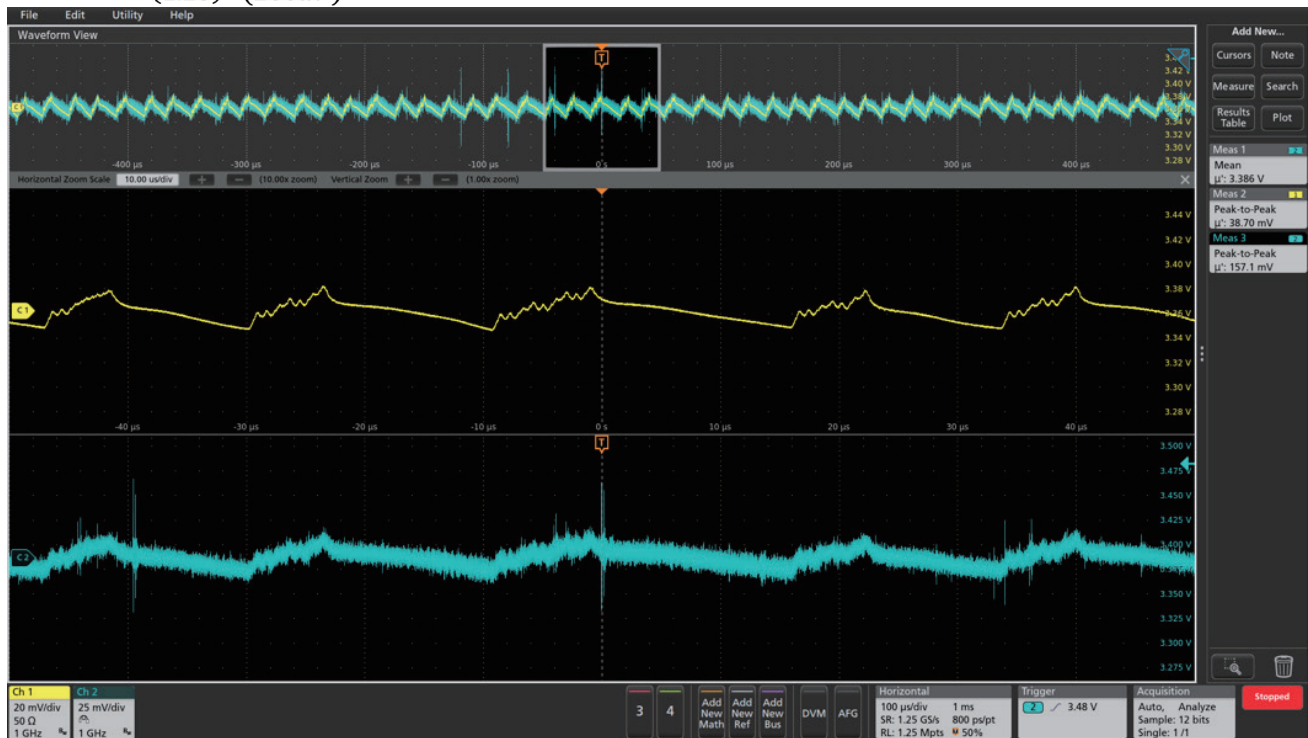 File Edit Utility Help
Waveform View
Add New...
Cursors Note
Measure Search
Results Table Plot
3.42
3.40 V
3.34 V
3.32 V
3.30 V
3.28 V
-400 µs -300 µs -200 µs -100 µs 0 s 100 µs 200 µs 300 µs 400 µs
T
Horizontal Zoom Scale 10.00 us/div + − (10.00x zoom) Vertical Zoom + − (1.00x zoom)
Meas 1 2
Mean
µ': 3.386 V
Meas 2 1
Peak-to-Peak
µ': 38.70 mV
Meas 3 2
Peak-to-Peak
µ': 157.1 mV
3.44 V
3.42 V
3.40 V
3.38 V
3.36 V
3.34 V
3.32 V
3.30 V
3.28 V
C1
-40 µs -30 µs -20 µs -10 µs 0 s 10 µs 20 µs 30 µs 40 µs
T
3.500 V
3.475 V
3.450 V
3.425 V
3.400 V
3.350 V
3.325 V
3.300 V
3.275 V
C2
Ch 1
20 mV/div
50 Ω
1 GHz
Ch 2
25 mV/div
1 GHz
3
4
Add New Math
Add New Ref
Add New Bus
DVM
AFG
Horizontal
100 µs/div 1 ms
SR: 1.25 GS/s 800 ps/pt
RL: 1.25 Mpts 50%
Trigger
2 3.48 V
Acquisition
Auto, Analyze
Sample: 12 bits
Single: 1 /1
Stopped